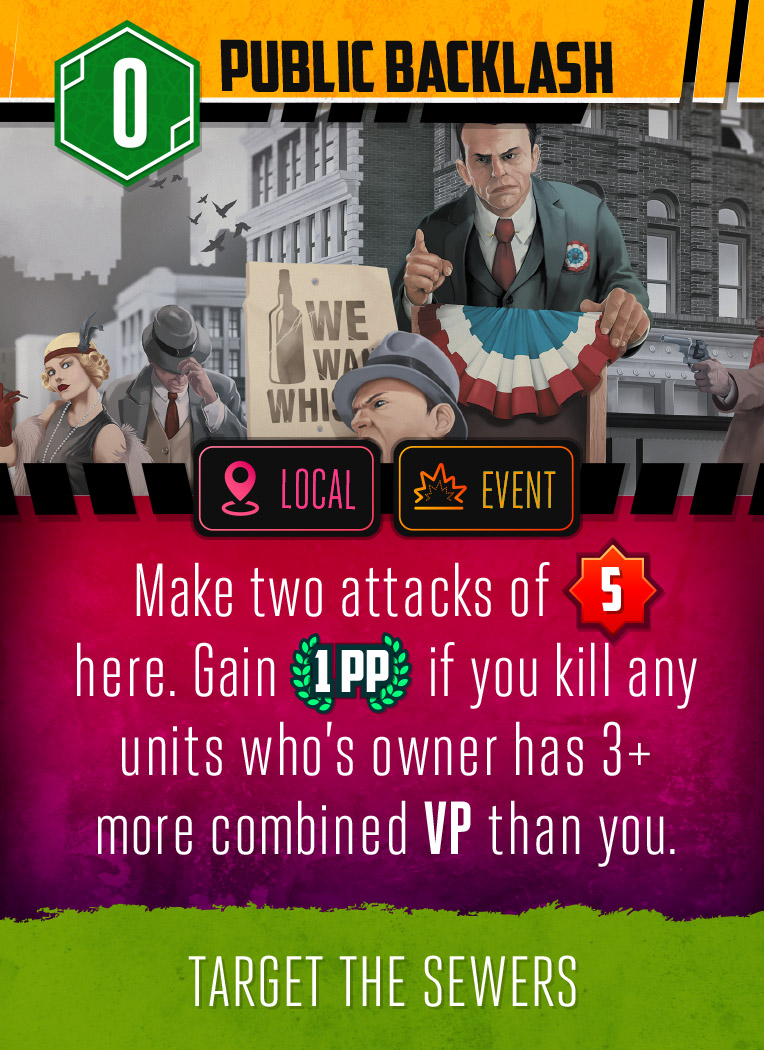 0
PUBLIC BACKLASH
WE
WHIS
LOCAL
EVENT
Make two attacks of 5
here. Gain 1 PP if you kill any
units who's owner has 3+
more combined VP than you.
TARGET THE SEWERS